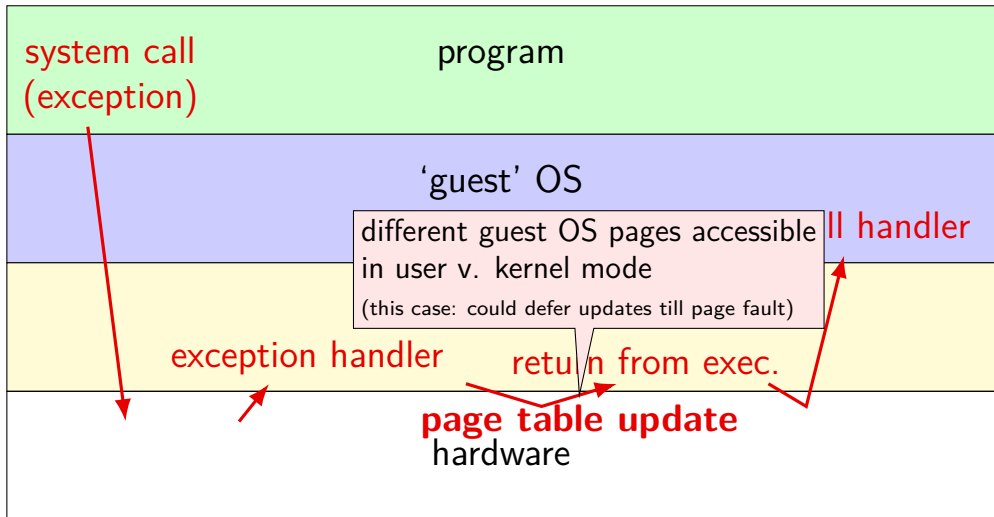 system call
(exception)
program
‘guest’ OS
different guest OS pages accessible
in user v. kernel mode
(this case: could defer updates till page fault)
ll handler
exception handler
return from exec.
page table update
hardware